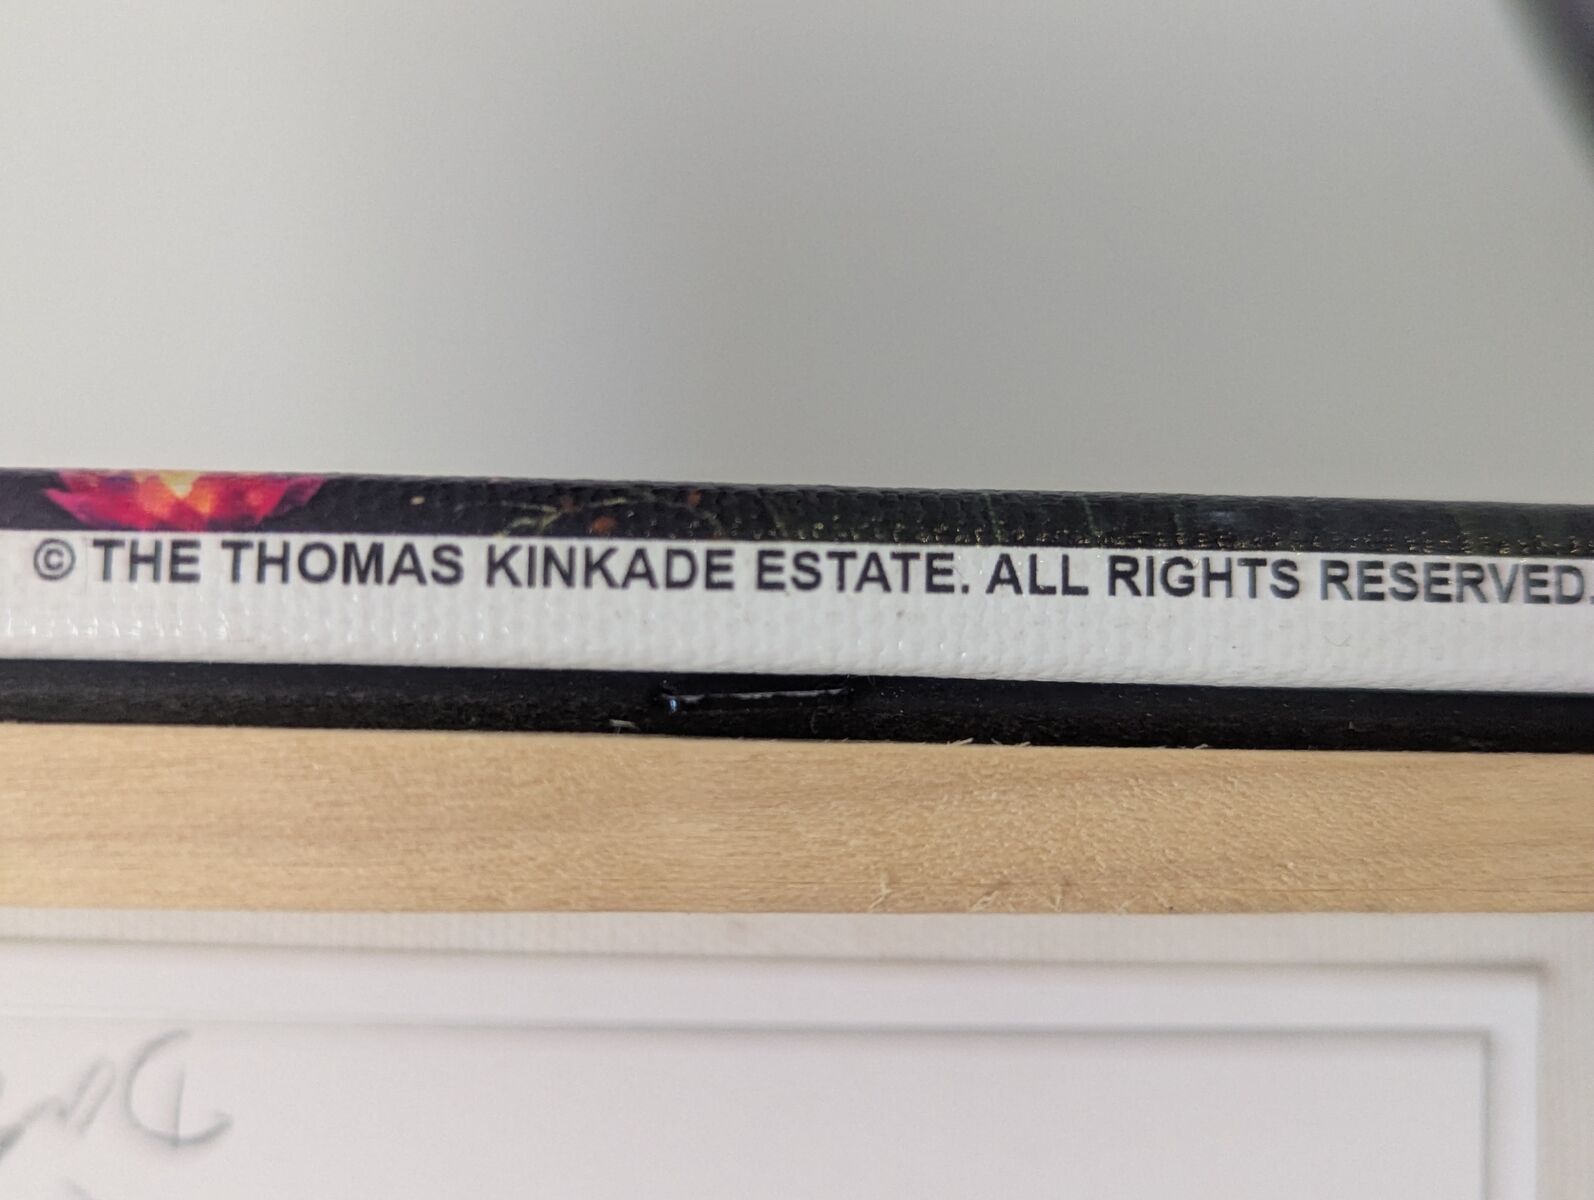 © THE THOMAS KINKADE ESTATE. ALL RIGHTS RESERVED.